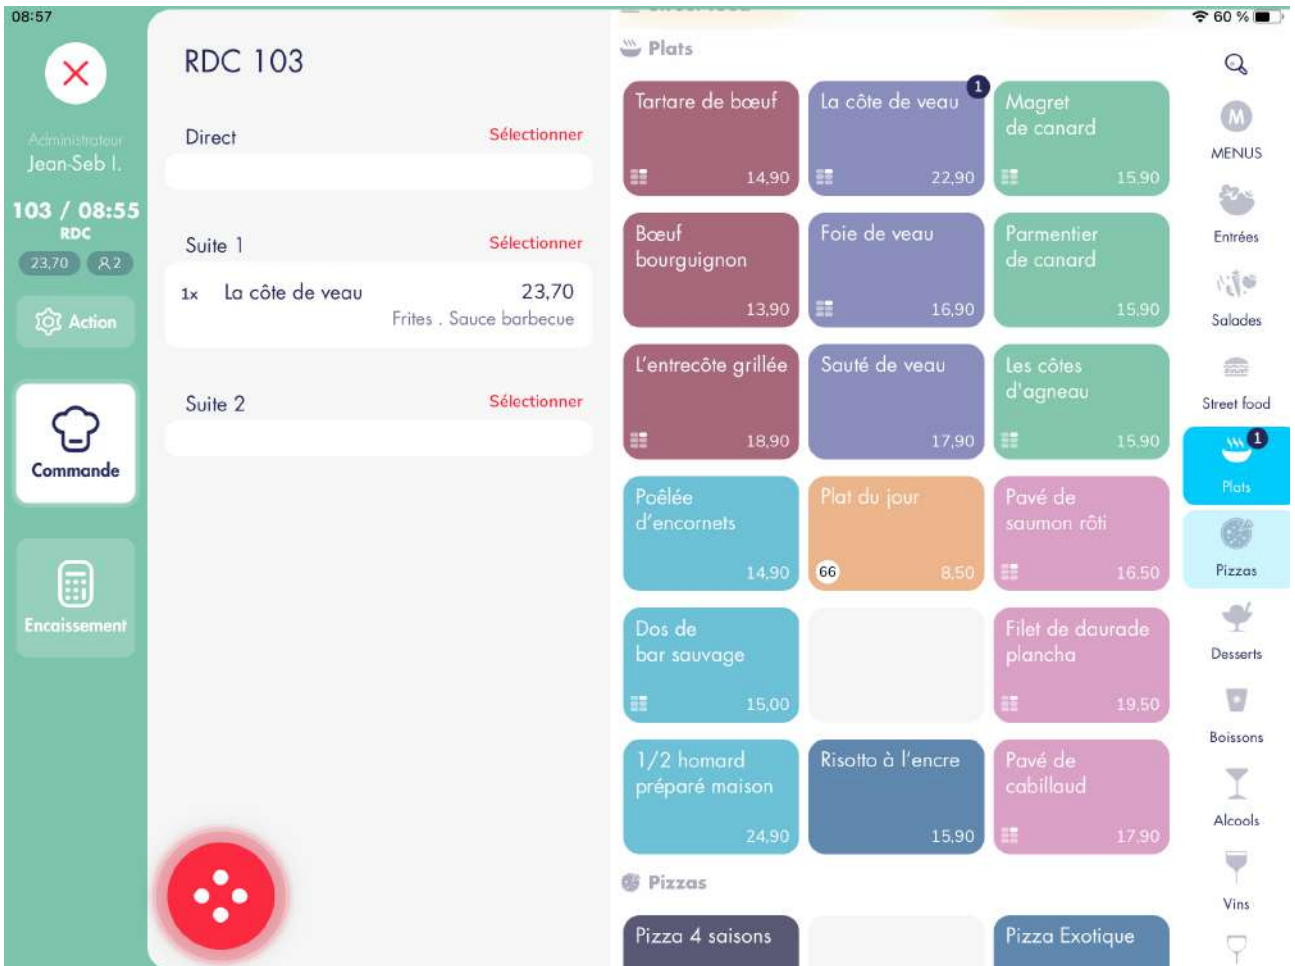 08:57
60 %
Administrateur
Jean-Seb I.
103 / 08:55
RDC
23,70
2
Action
Commande
Encaissement
RDC 103
Direct
Sélectionner
Suite 1
Sélectionner
1x La côte de veau 23,70
Frites . Sauce barbecue
Suite 2
Sélectionner
Plats
Tartare de bœuf
14,90
La côte de veau
1
22,90
Magret
de canard
15,90
Bœuf
bourguignon
13,90
Foie de veau
16,90
Parmentier
de canard
15,90
L'entrecôte grillée
18,90
Sauté de veau
17,90
Les côtes
d'agneau
15,90
Poêlée
d'encornets
14,90
Plat du jour
66
8,50
Pavé de
saumon rôti
16,50
Dos de
bar sauvage
15,00
Filet de daurade
plancha
19,50
1/2 homard
préparé maison
24,90
Risotto à l'encre
15,90
Pavé de
cabillaud
17,90
Pizzas
Pizza 4 saisons
Pizza Exotique
M
MENUS
Entrées
Salades
Street food
1
Plats
Pizzas
Desserts
Boissons
Alcools
Vins